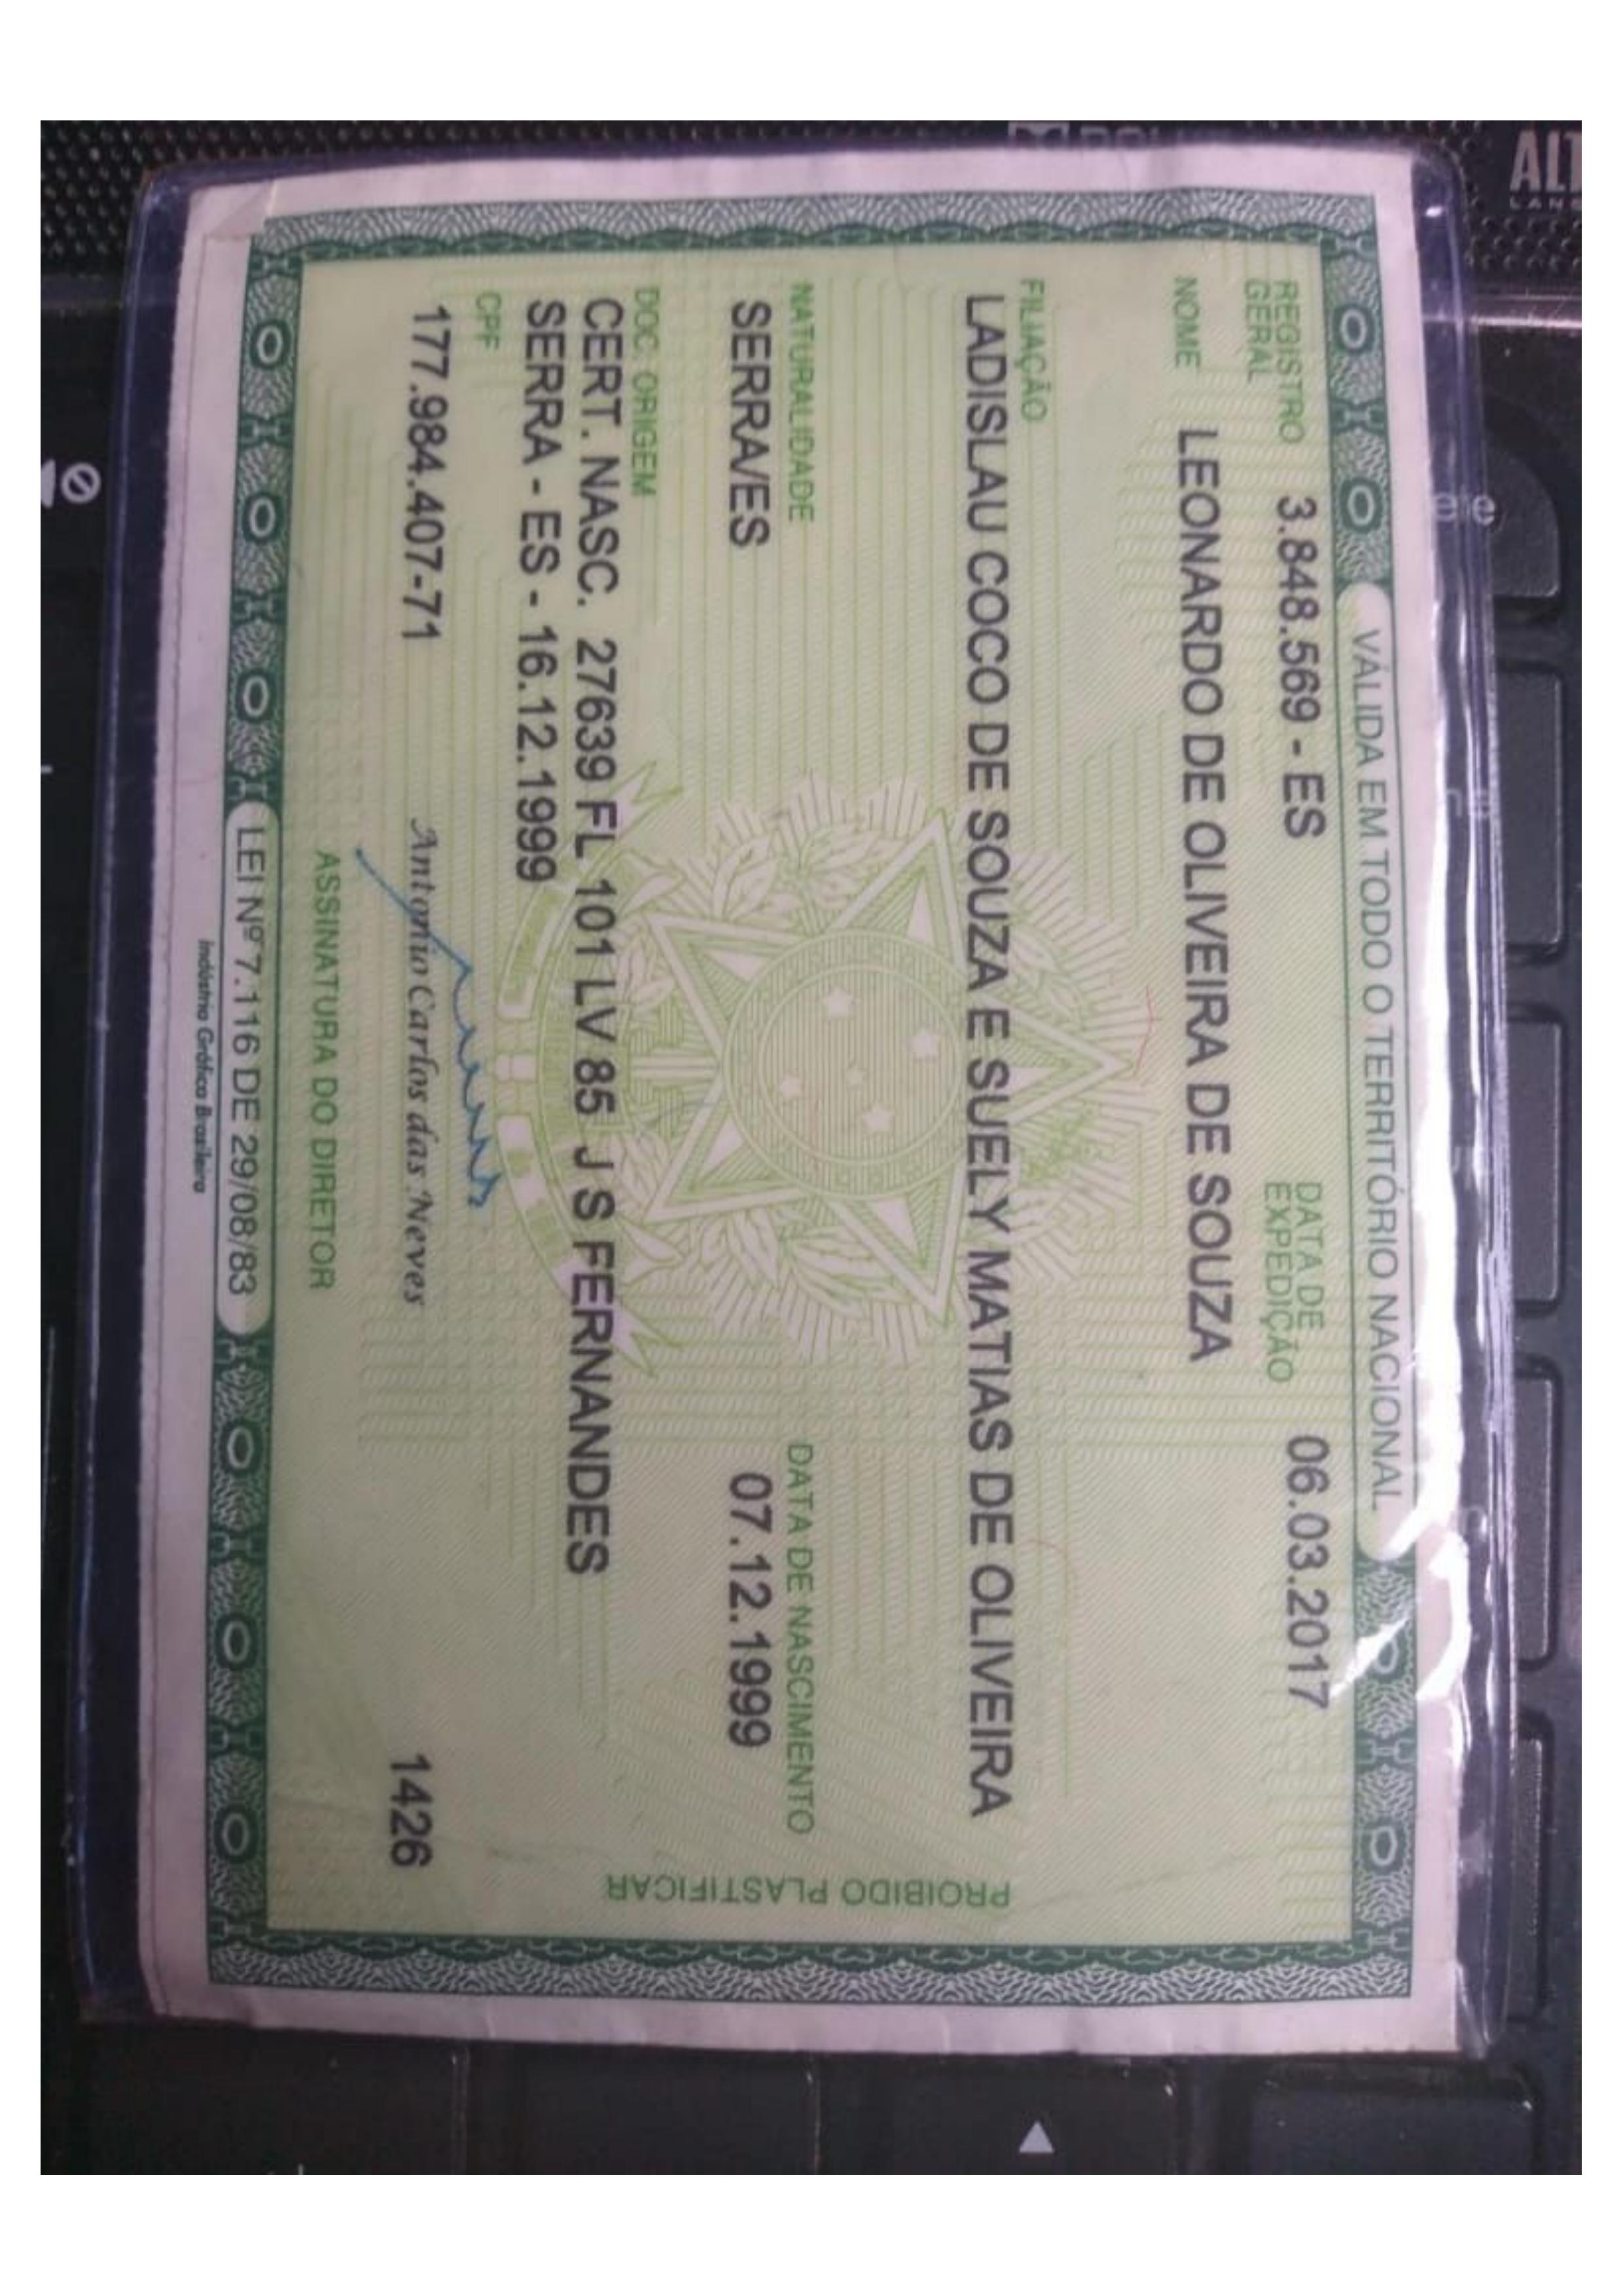 VÁLIDA EM TODO O TERRITÓRIO NACIONAL
REGISTRO GERAL 3.848.569 - ES DATA DE EXPEDIÇÃO 06.03.2017
NOME LEONARDO DE OLIVEIRA DE SOUZA
FILIAÇÃO
LADISLAU COCO DE SOUZA E SUELY MATIAS DE OLIVEIRA
NATURALIDADE DATA DE NASCIMENTO
SERRA/ES 07.12.1999
DOC. ORIGEM
CERT. NASC. 27639 FL 101 LV 85 J S FERNANDES
SERRA - ES - 16.12.1999
CPF
177.984.407-71
Antonio Carlos das Neves
1426
ASSINATURA DO DIRETOR
LEI Nº 7.116 DE 29/08/83
Indústria Gráfica Brasileira
PROIBIDO PLASTIFICAR